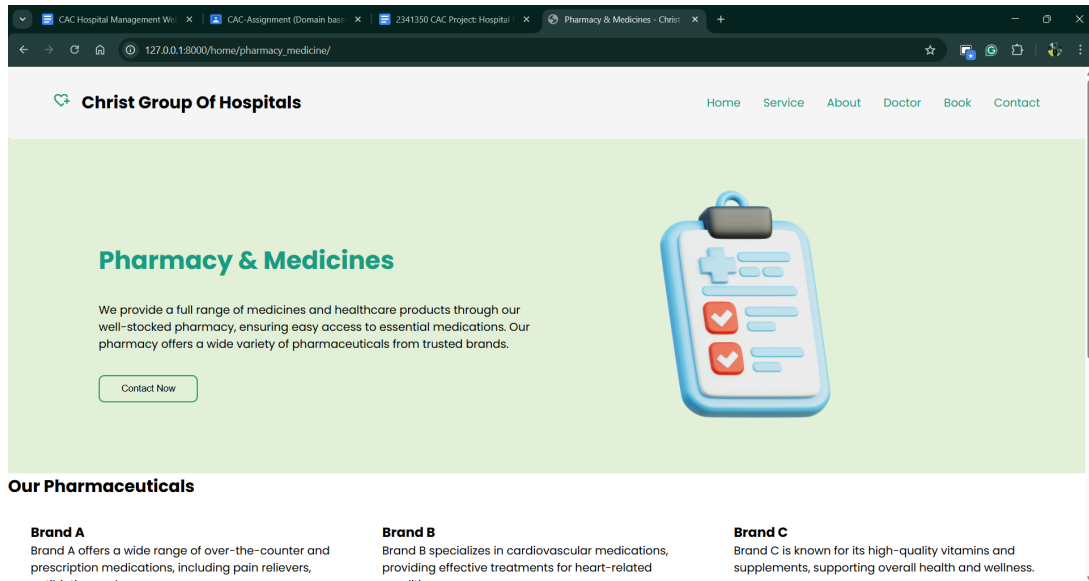 CAC Hospital Management We
CAC-Assignment (Domain base
2341350 CAC Project: Hospital
Pharmacy & Medicines - Christ
127.0.0.1:8000/home/pharmacy_medicine/
Christ Group Of Hospitals
Home Service About Doctor Book Contact
Pharmacy & Medicines
We provide a full range of medicines and healthcare products through our
well-stocked pharmacy, ensuring easy access to essential medications. Our
pharmacy offers a wide variety of pharmaceuticals from trusted brands.
Contact Now
Our Pharmaceuticals
Brand A
Brand A offers a wide range of over-the-counter and
prescription medications, including pain relievers,
Brand B
Brand B specializes in cardiovascular medications,
providing effective treatments for heart-related
Brand C
Brand C is known for its high-quality vitamins and
supplements, supporting overall health and wellness.